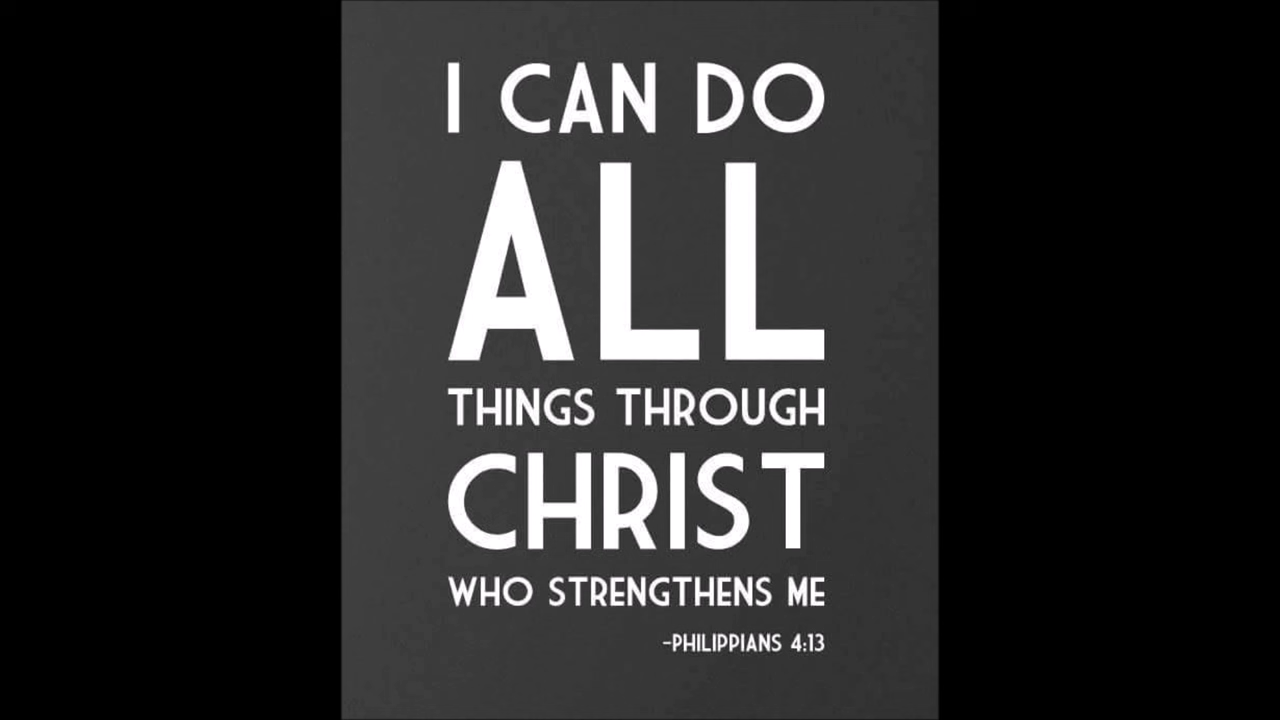 I CAN DO
ALL
THINGS THROUGH
CHRIST
WHO STRENGTHENS ME
-PHILIPPIANS 4:13